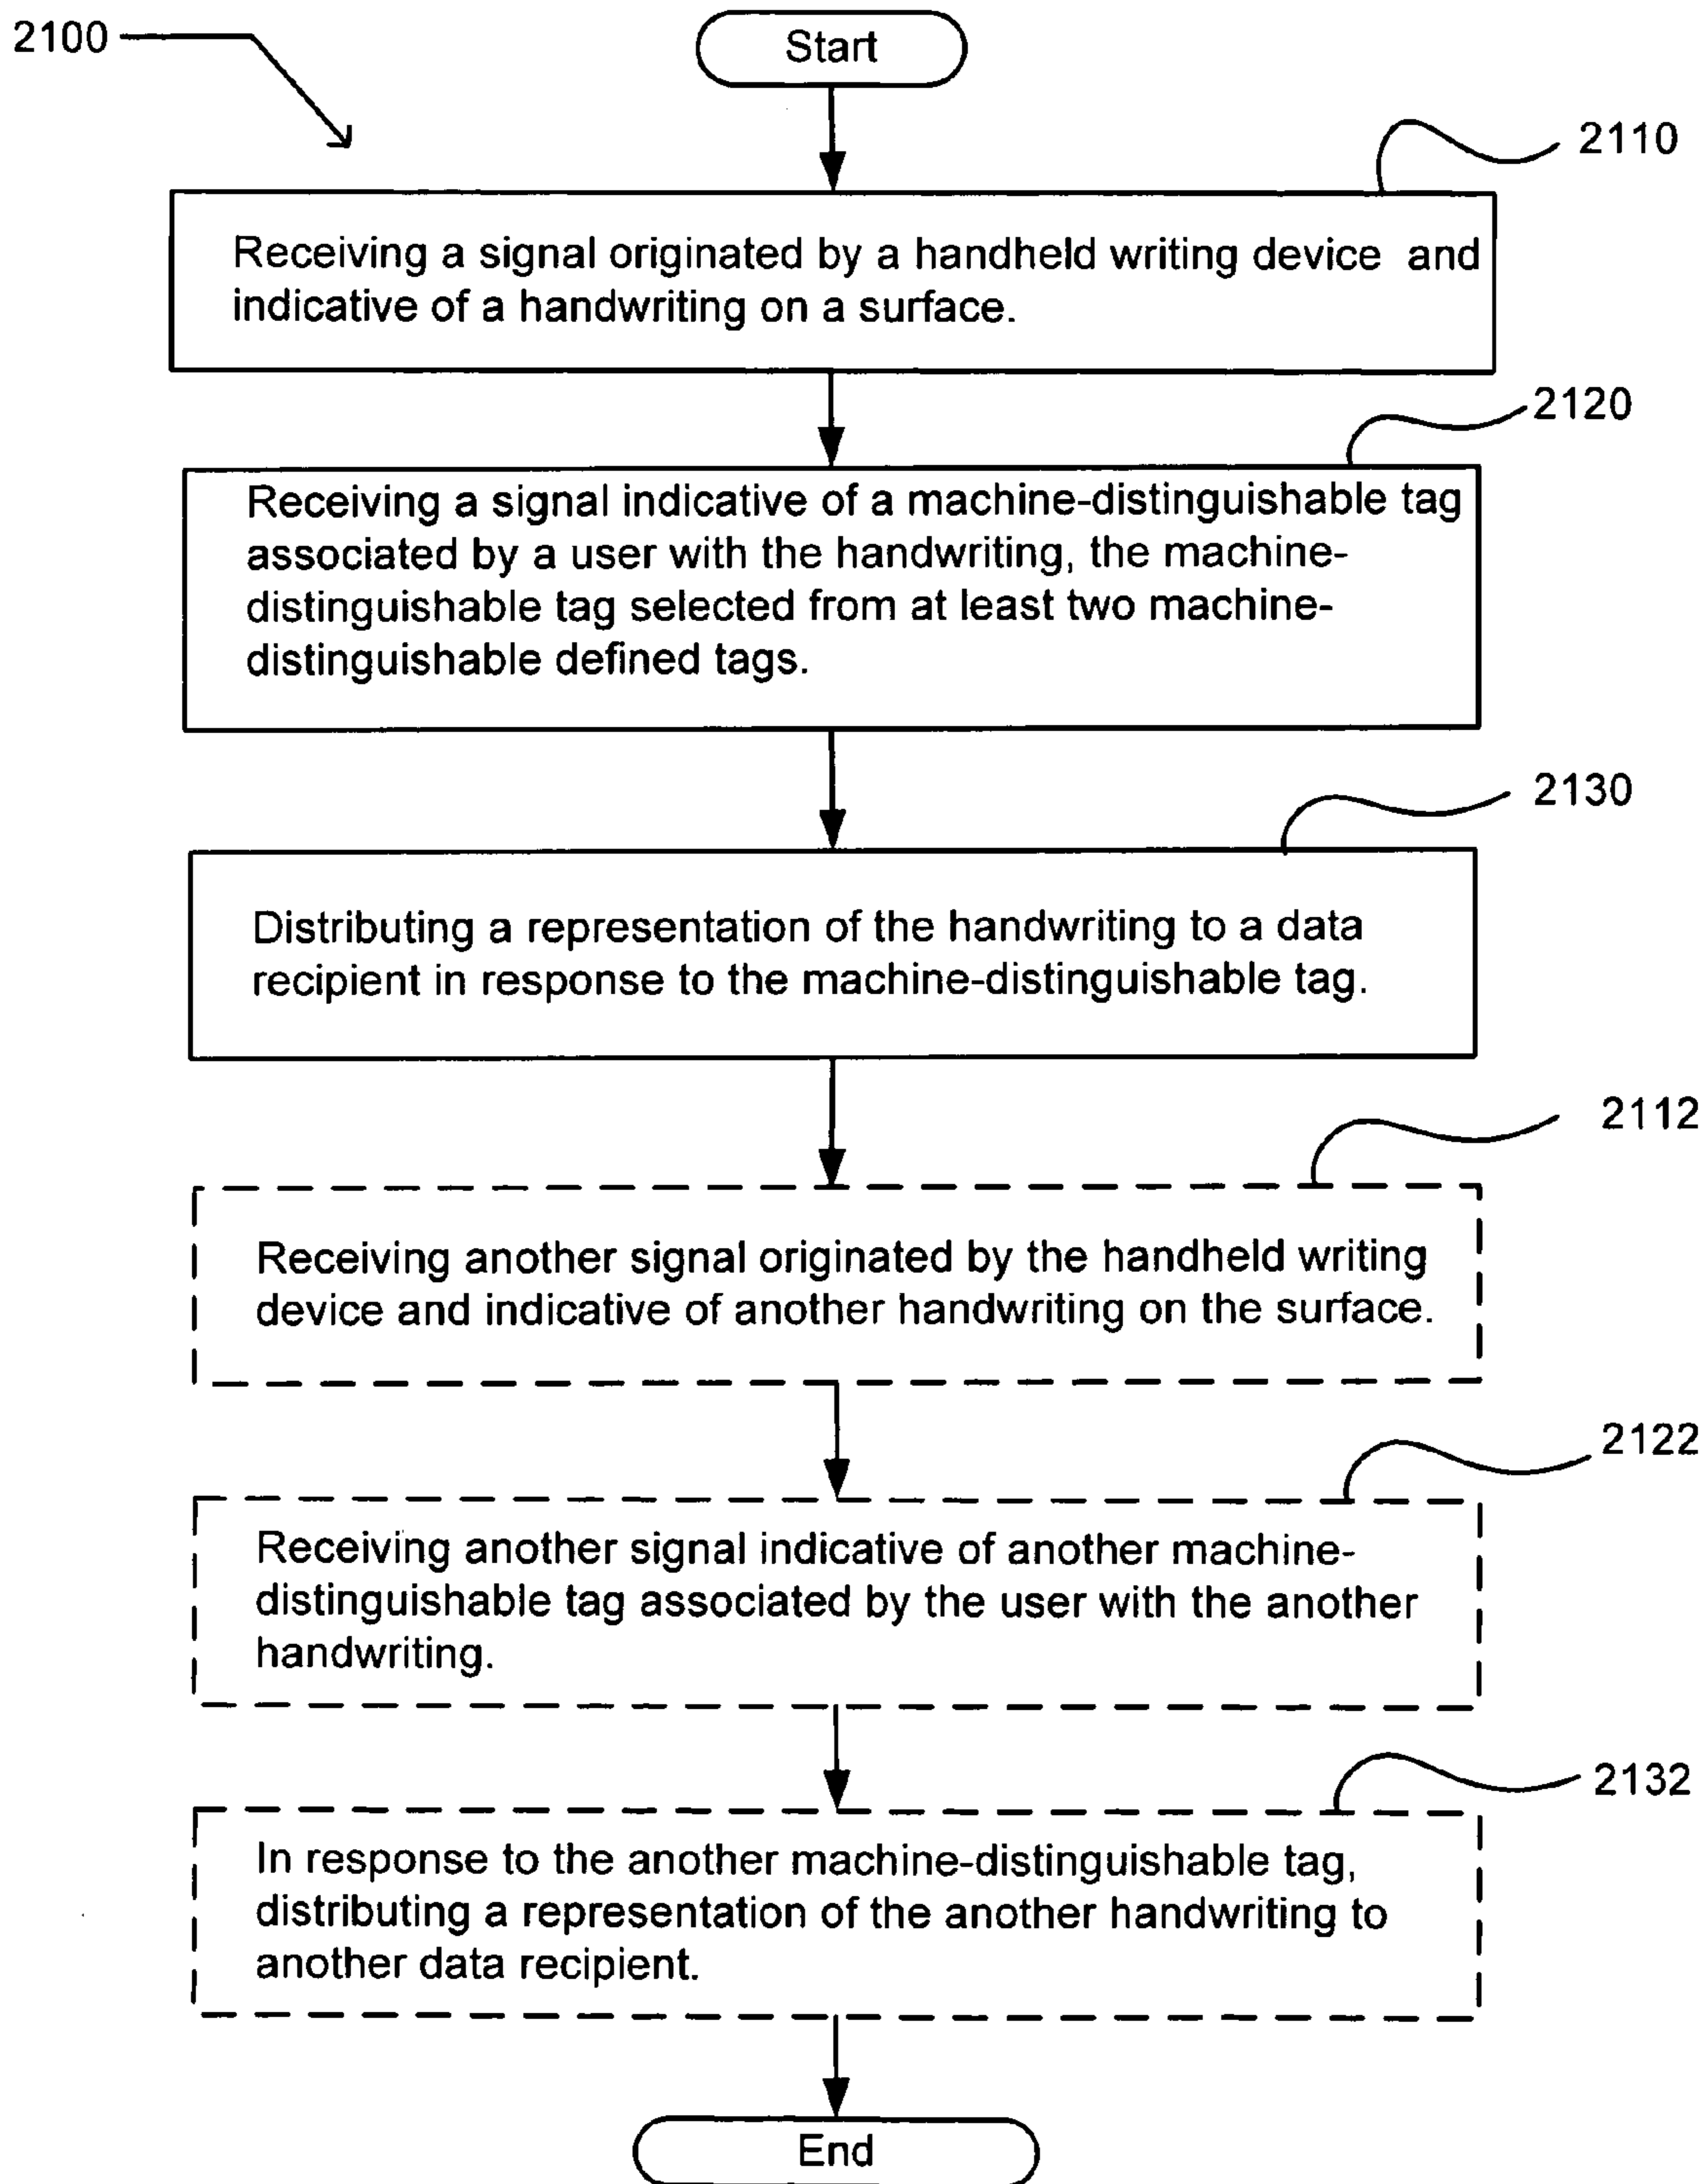 2100
Start
2110
Receiving a signal originated by a handheld writing device and
indicative of a handwriting on a surface.
2120
Receiving a signal indicative of a machine-distinguishable tag
associated by a user with the handwriting, the machine-
distinguishable tag selected from at least two machine-
distinguishable defined tags.
2130
Distributing a representation of the handwriting to a data
recipient in response to the machine-distinguishable tag.
2112
Receiving another signal originated by the handheld writing
device and indicative of another handwriting on the surface.
2122
Receiving another signal indicative of another machine-
distinguishable tag associated by the user with the another
handwriting.
2132
In response to the another machine-distinguishable tag,
distributing a representation of the another handwriting to
another data recipient.
End